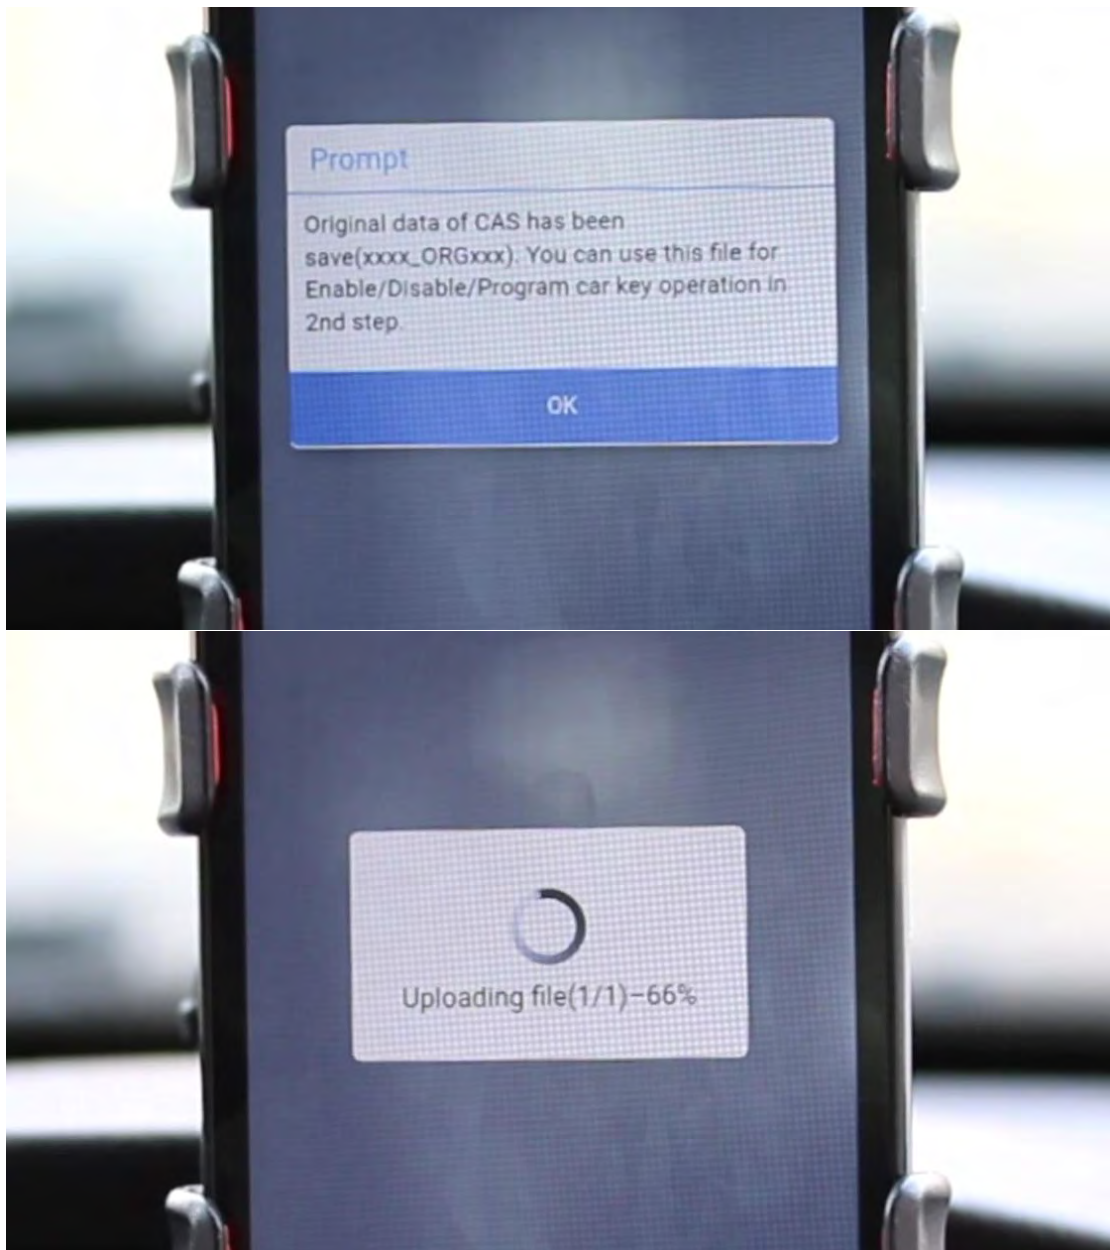 Prompt
Original data of CAS has been
save(xxxx_ORGxxx). You can use this file for
Enable/Disable/Program car key operation in
2nd step.
OK
Uploading file(1/1)-66%